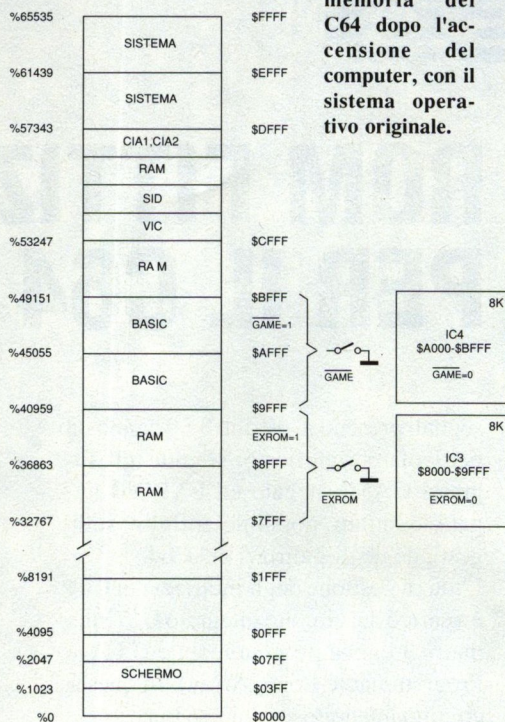 memoria del
C64 dopo l'ac-
censione del
computer, con il
sistema opera-
tivo originale.
%65535 $FFFF
SISTEMA
%61439 $EFFF
SISTEMA
%57343 $DFFF
CIA1,CIA2
RAM
SID
VIC
%53247 $CFFF
RA M
%49151 $BFFF
BASIC
GAME=1
%45055 $AFFF
GAME
BASIC
%40959 $9FFF
EXROM=1
RAM
%36863 $8FFF
EXROM
RAM
%32767 $7FFF
%8191 $1FFF
%4095 $0FFF
%2047 $07FF
SCHERMO
%1023 $03FF
%0 $0000
8K
IC4
$A000-$BFFF
GAME=0
8K
IC3
$8000-$9FFF
EXROM=0